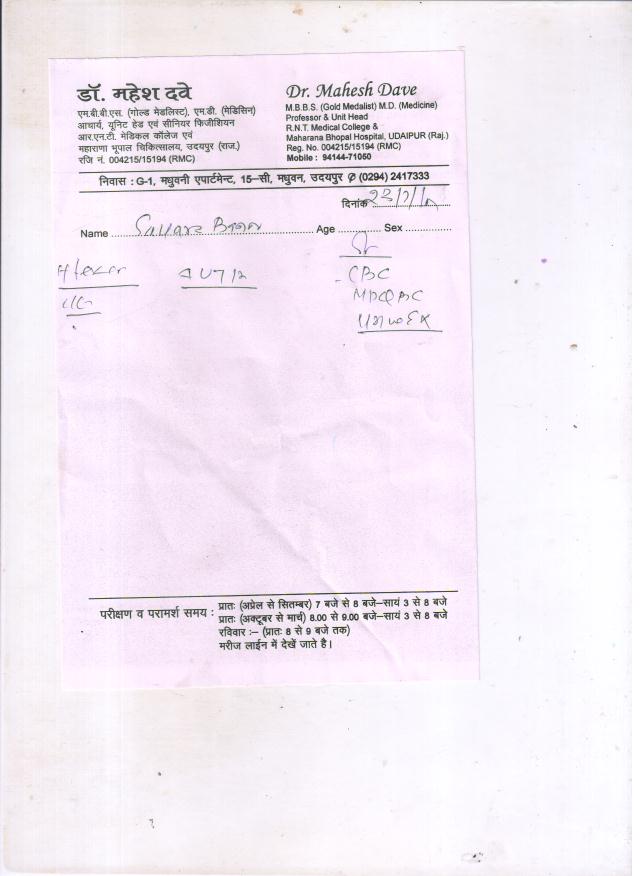 डॉ. महेश दवे
एम.बी.बी.एस. (गोल्ड मेडलिस्ट), एम.डी. (मेडिसिन)
आचार्य, यूनिट हेड एवं सीनियर फिजीशियन
आर.एन.टी. मेडिकल कॉलेज एवं
महाराणा भूपाल चिकित्सालय, उदयपुर (राज.)
रजि नं. 004215/15194 (RMC)
Dr. Mahesh Dave
M.B.B.S. (Gold Medalist) M.D. (Medicine)
Professor & Unit Head
R.N.T. Medical College &
Maharana Bhopal Hospital, UDAIPUR (Raj.)
Reg. No. 004215/15194 (RMC)
Mobile : 94144-71060
निवास : G-1, मधुवनी एपार्टमेन्ट, 15–सी, मधुवन, उदयपुर ✆ (0294) 2417333
दिनांक
Name Age Sex
CBC
परीक्षण व परामर्श समय : प्रातः (अप्रेल से सितम्बर) 7 बजे से 8 बजे–सायं 3 से 8 बजे
प्रातः (अक्टूबर से मार्च) 8.00 से 9.00 बजे–सायं 3 से 8 बजे
रविवार :– (प्रातः 8 से 9 बजे तक)
मरीज लाईन में देखें जाते है।